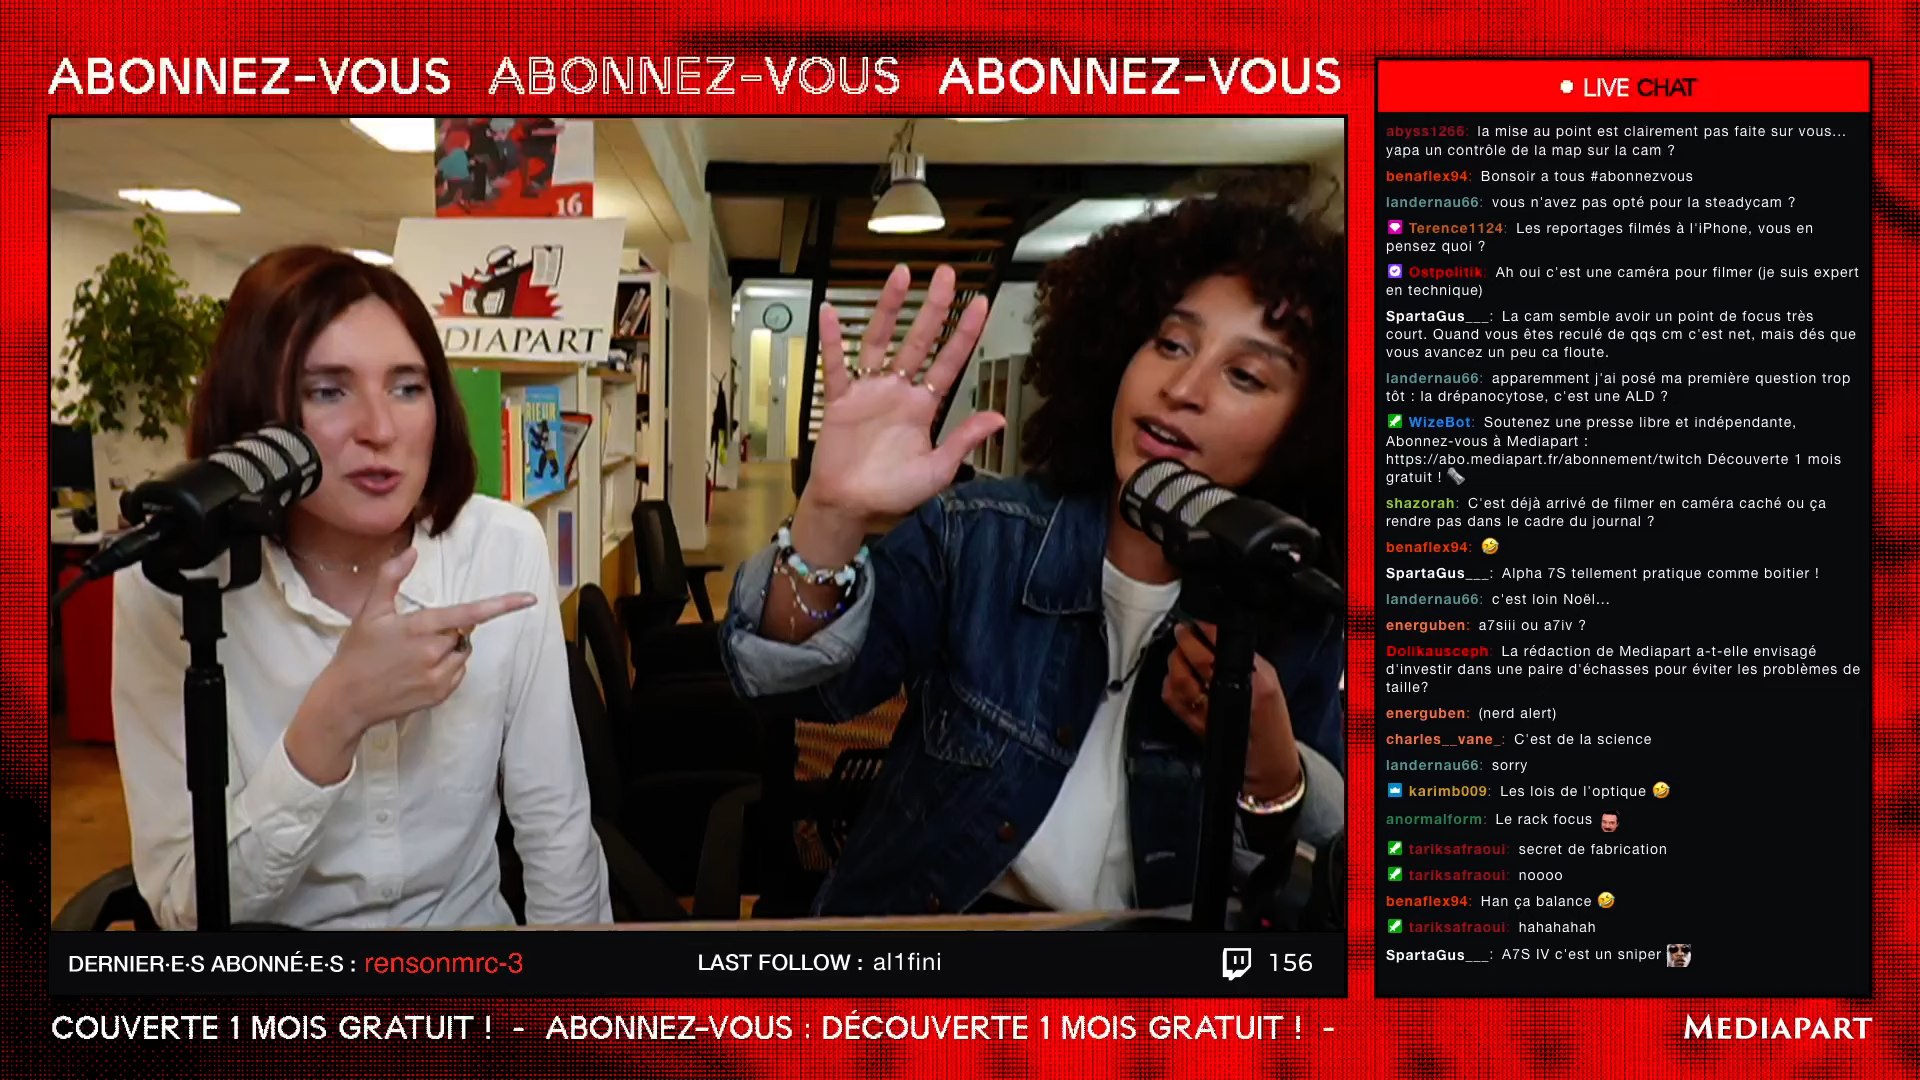 ABONNEZ-VOUS ABONNEZ-VOUS ABONNEZ-VOUS
16
DIAPART
RIEUR
DERNIER·E·S ABONNÉ·E·S : rensonmrc-3
LAST FOLLOW : al1fini
156
COUVERTE 1 MOIS GRATUIT ! - ABONNEZ-VOUS : DÉCOUVERTE 1 MOIS GRATUIT ! -
LIVE CHAT
abyss1266: la mise au point est clairement pas faite sur vous...
yapa un contrôle de la map sur la cam ?
benaflex94: Bonsoir a tous #abonnezvous
landernau66: vous n'avez pas opté pour la steadycam ?
Terence1124: Les reportages filmés à l'iPhone, vous en
pensez quoi ?
Ostpolitik: Ah oui c'est une caméra pour filmer (je suis expert
en technique)
SpartaGus___: La cam semble avoir un point de focus très
court. Quand vous êtes reculé de qqs cm c'est net, mais dés que
vous avancez un peu ca floute.
landernau66: apparemment j'ai posé ma première question trop
tôt : la drépanocytose, c'est une ALD ?
WizeBot: Soutenez une presse libre et indépendante,
Abonnez-vous à Mediapart :
https://abo.mediapart.fr/abonnement/twitch Découverte 1 mois
gratuit !
shazorah: C'est déjà arrivé de filmer en caméra caché ou ça
rendre pas dans le cadre du journal ?
benaflex94: 🤣
SpartaGus___: Alpha 7S tellement pratique comme boitier !
landernau66: c'est loin Noël...
energuben: a7siii ou a7iv ?
Dolikausceph: La rédaction de Mediapart a-t-elle envisagé
d'investir dans une paire d'échasses pour éviter les problèmes de
taille?
energuben: (nerd alert)
charles__vane_: C'est de la science
landernau66: sorry
karimb009: Les lois de l'optique 🤣
anormalform: Le rack focus
tariksafraoui: secret de fabrication
tariksafraoui: noooo
benaflex94: Han ça balance 🤣
tariksafraoui: hahahahah
SpartaGus___: A7S IV c'est un sniper
MEDIAPART